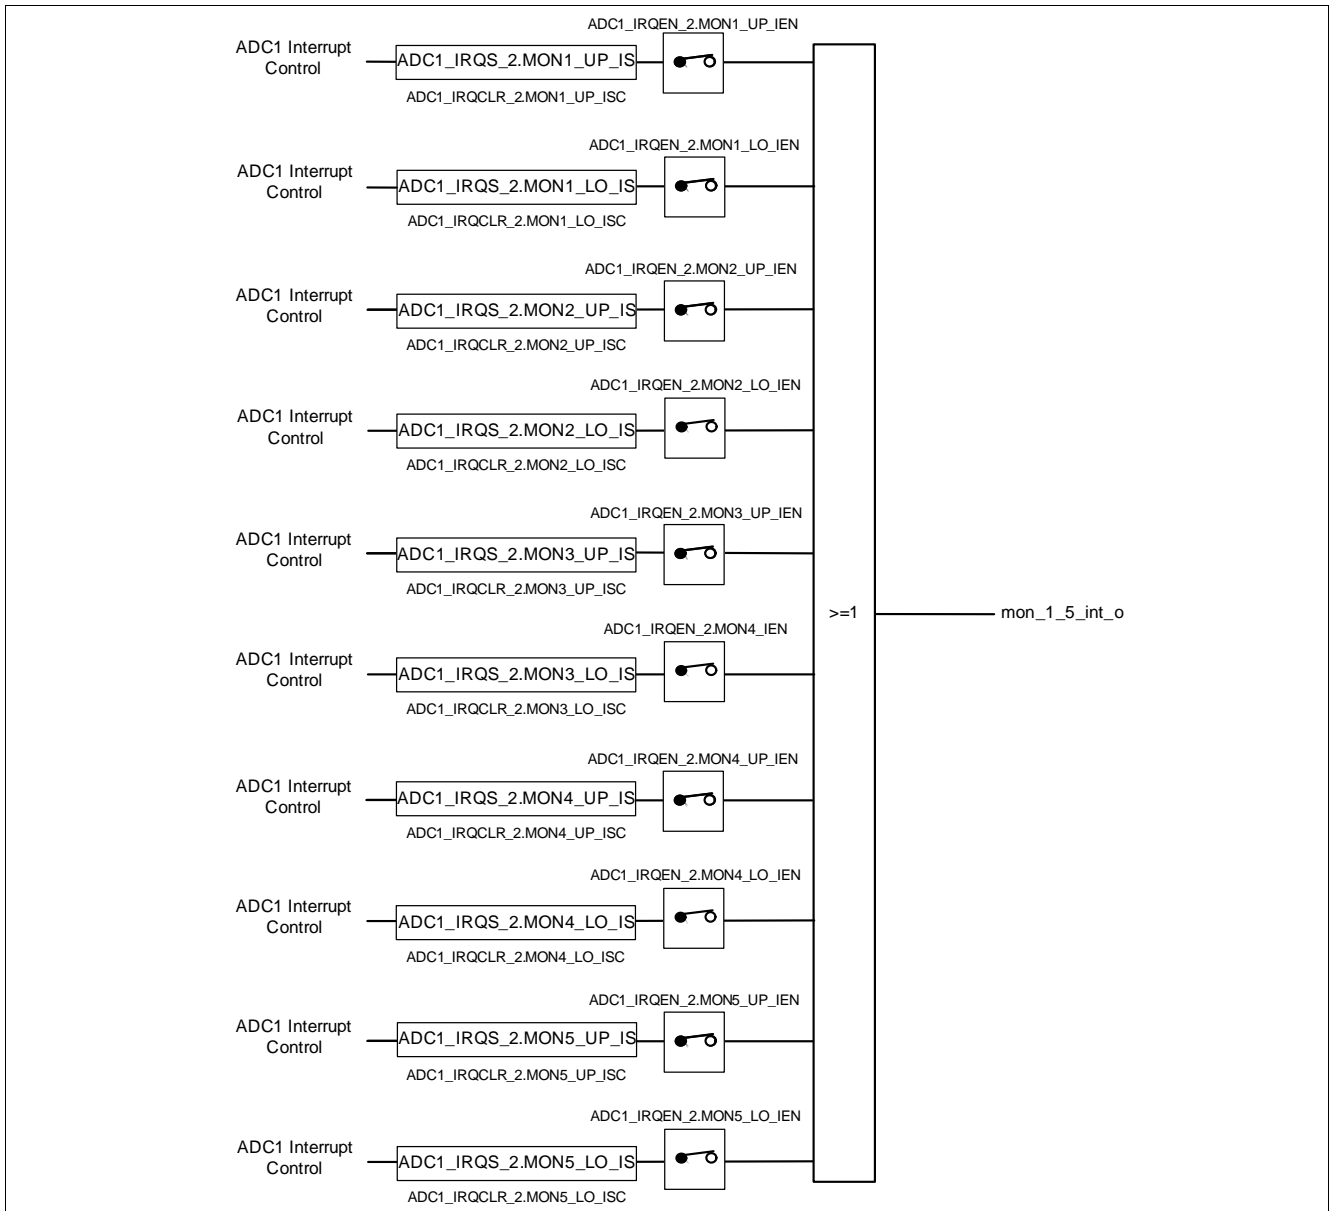 ADC1_IRQEN_2.MON1_UP_IEN
ADC1 Interrupt
Control
ADC1_IRQS_2.MON1_UP_IS
ADC1_IRQCLR_2.MON1_UP_ISC
ADC1_IRQEN_2.MON1_LO_IEN
ADC1 Interrupt
Control
ADC1_IRQS_2.MON1_LO_IS
ADC1_IRQCLR_2.MON1_LO_ISC
ADC1_IRQEN_2.MON2_UP_IEN
ADC1 Interrupt
Control
ADC1_IRQS_2.MON2_UP_IS
ADC1_IRQCLR_2.MON2_UP_ISC
ADC1_IRQEN_2.MON2_LO_IEN
ADC1 Interrupt
Control
ADC1_IRQS_2.MON2_LO_IS
ADC1_IRQCLR_2.MON2_LO_ISC
ADC1_IRQEN_2.MON3_UP_IEN
ADC1 Interrupt
Control
ADC1_IRQS_2.MON3_UP_IS
ADC1_IRQCLR_2.MON3_UP_ISC
>=1
mon_1_5_int_o
ADC1_IRQEN_2.MON4_IEN
ADC1 Interrupt
Control
ADC1_IRQS_2.MON3_LO_IS
ADC1_IRQCLR_2.MON3_LO_ISC
ADC1_IRQEN_2.MON4_UP_IEN
ADC1 Interrupt
Control
ADC1_IRQS_2.MON4_UP_IS
ADC1_IRQCLR_2.MON4_UP_ISC
ADC1_IRQEN_2.MON4_LO_IEN
ADC1 Interrupt
Control
ADC1_IRQS_2.MON4_LO_IS
ADC1_IRQCLR_2.MON4_LO_ISC
ADC1_IRQEN_2.MON5_UP_IEN
ADC1 Interrupt
Control
ADC1_IRQS_2.MON5_UP_IS
ADC1_IRQCLR_2.MON5_UP_ISC
ADC1_IRQEN_2.MON5_LO_IEN
ADC1 Interrupt
Control
ADC1_IRQS_2.MON5_LO_IS
ADC1_IRQCLR_2.MON5_LO_ISC